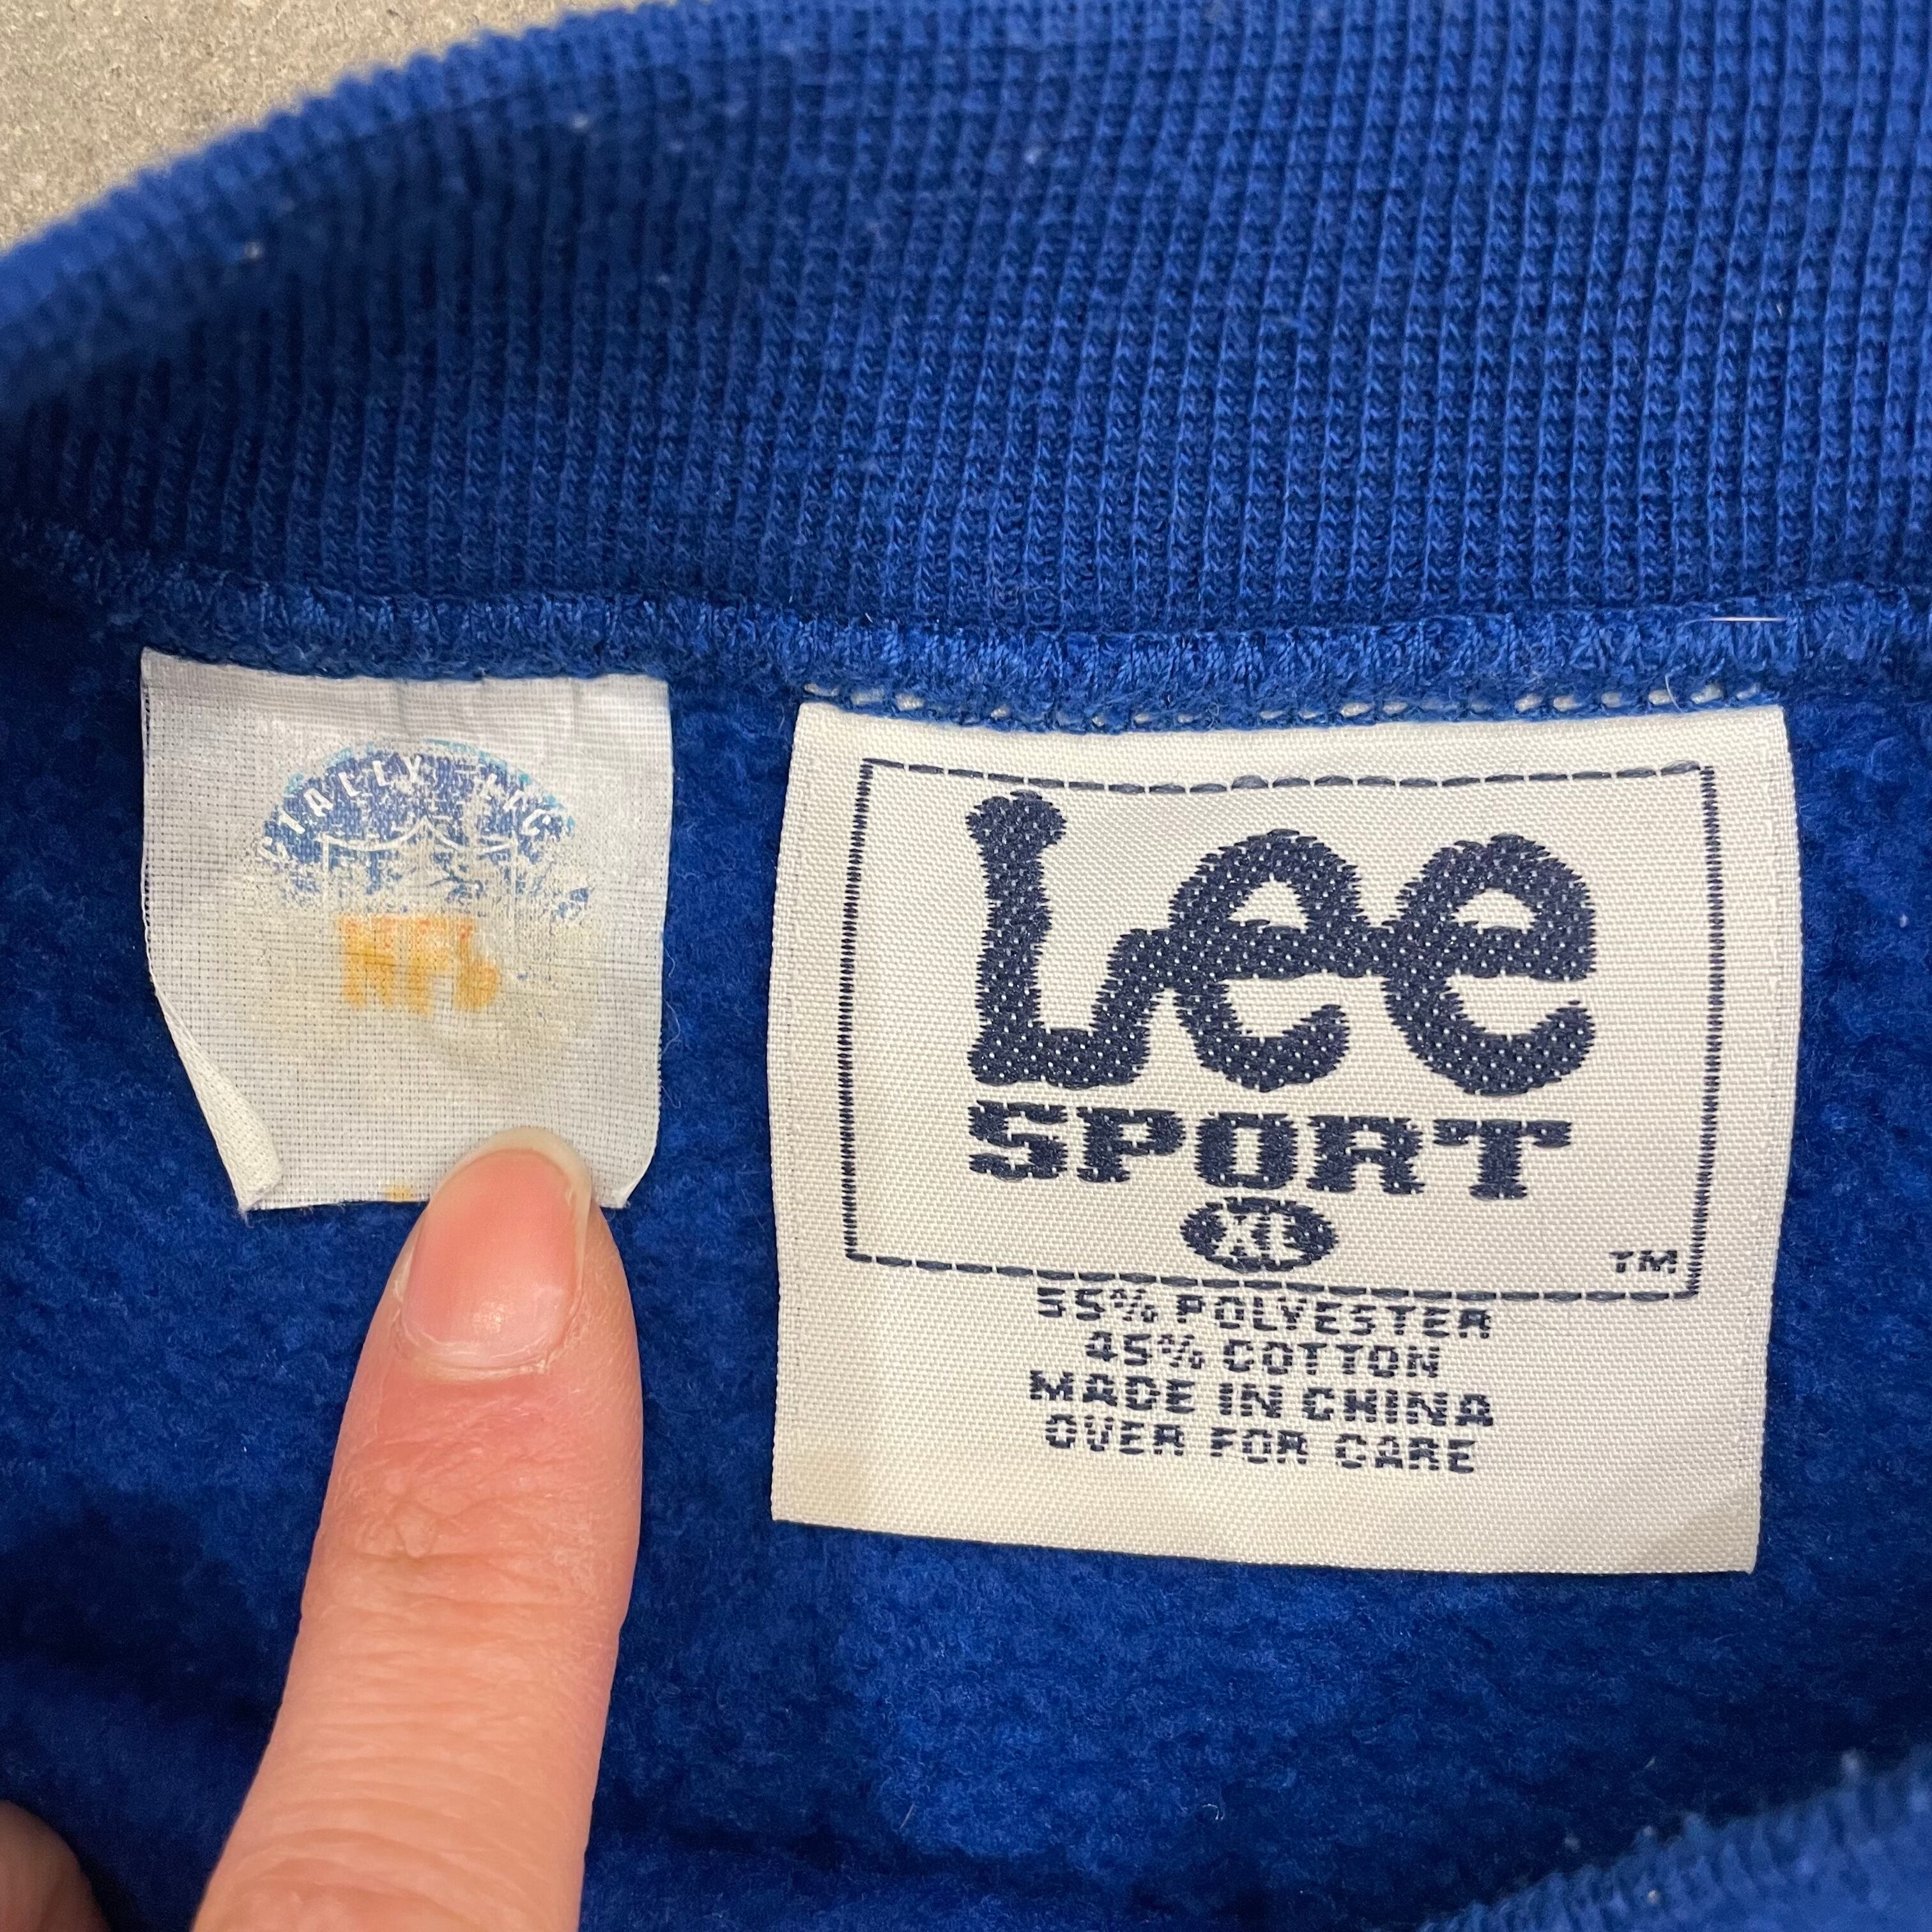 NFL
Lee
SPORT
XL
TM
55% POLYESTER
45% COTTON
MADE IN CHINA
OVER FOR CARE